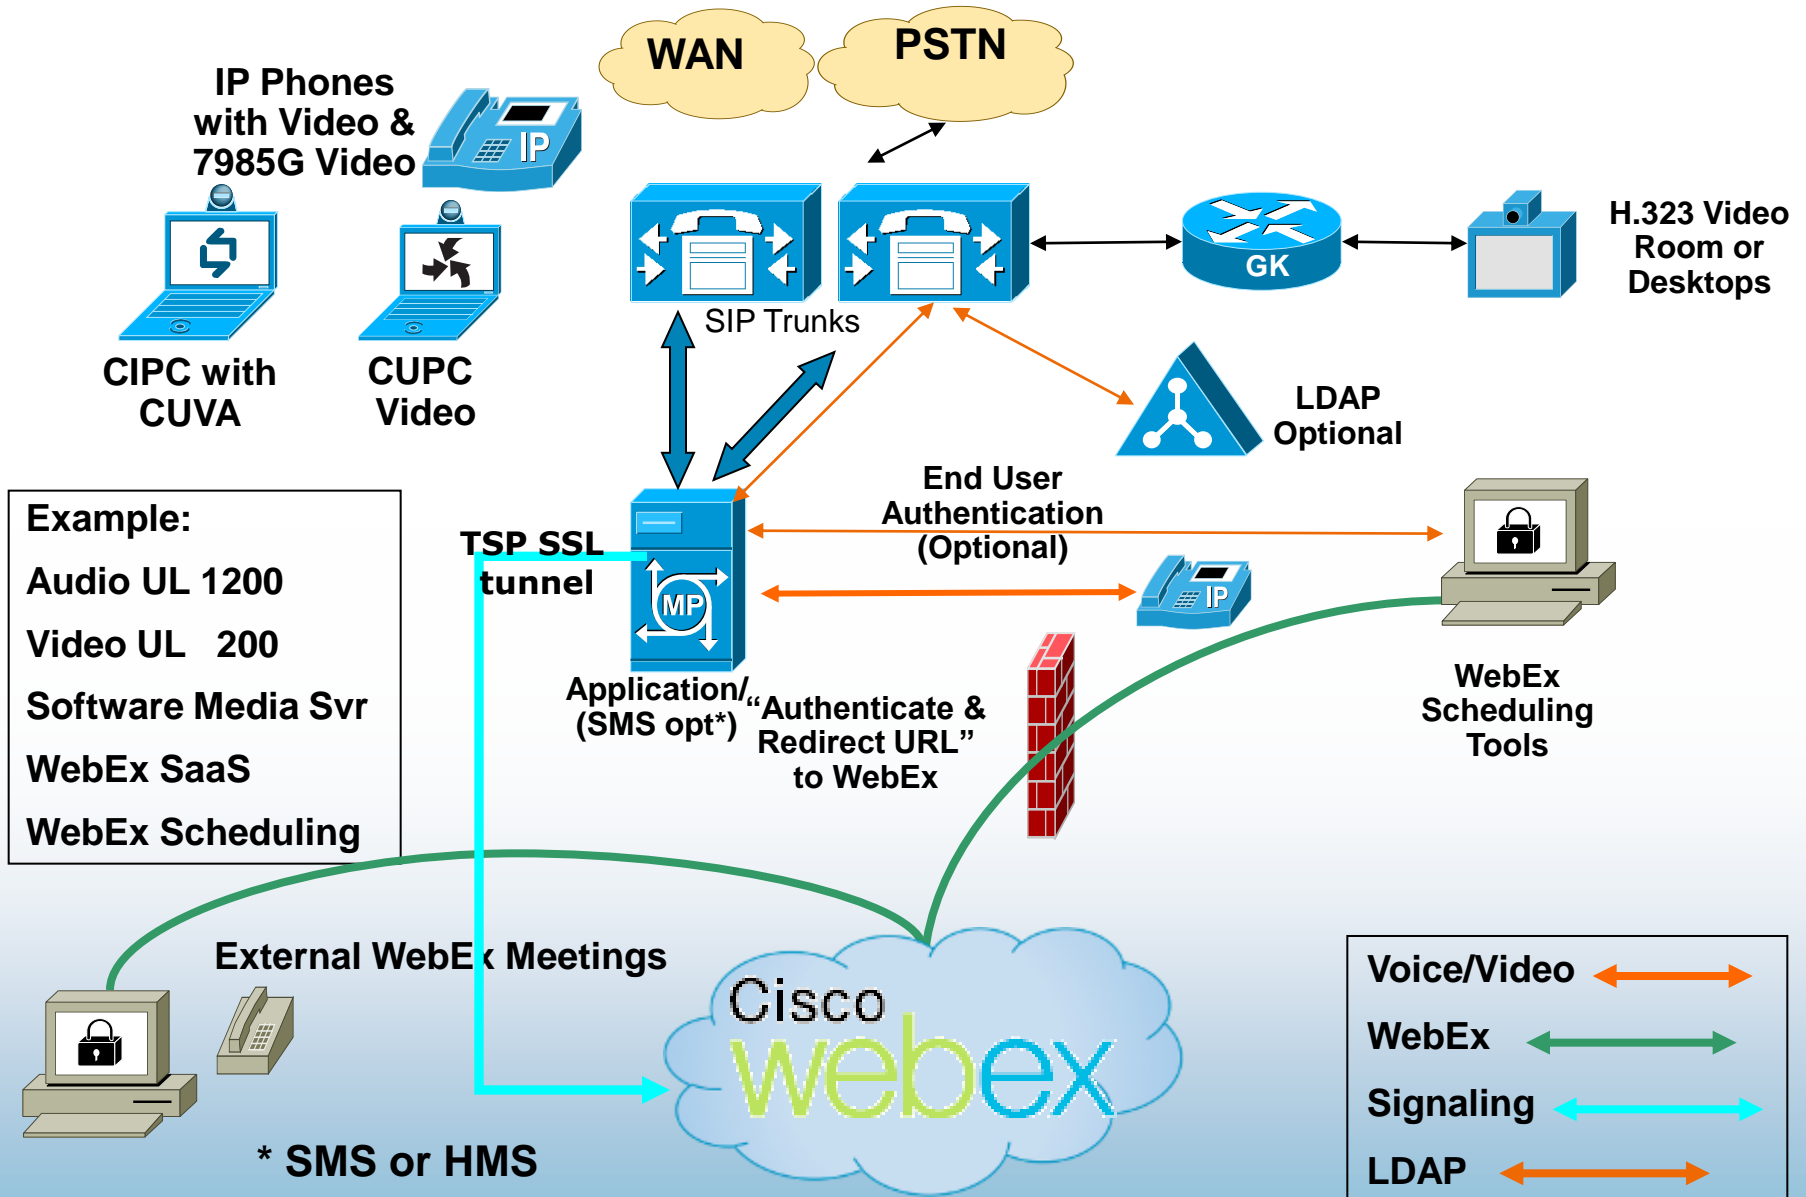 WAN
PSTN
IP Phones
with Video &
7985G Video
IP
H.323 Video
Room or
Desktops
GK
SIP Trunks
CIPC with
CUVA
CUPC
Video
LDAP
Optional
End User
Authentication
(Optional)
Example:
Audio UL 1200
Video UL 200
Software Media Svr
WebEx SaaS
WebEx Scheduling
TSP SSL
tunnel
MP
IP
Application/
(SMS opt*)
“Authenticate &
Redirect URL”
to WebEx
WebEx
Scheduling
Tools
External WebEx Meetings
Cisco
webex
* SMS or HMS
Voice/Video
WebEx
Signaling
LDAP